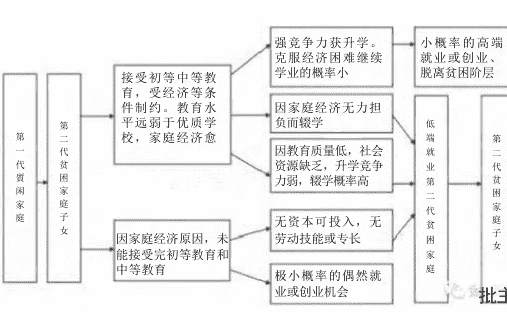 第一代贫困家庭
第二代贫困家庭子女
接受初等中等教
育，受经济等条
件制约。教育水
平远弱于优质学
校，家庭经济愈
因家庭经济原因，未
能接受完初等教育和
中等教育
强竞争力获升学。
克服经济困难继续
学业的概率小
因家庭经济无力担
负而辍学
因教育质量低，社会
资源缺乏，升学竞争
力弱，辍学概率高
无资本可投入，无
劳动技能或专长
极小概率的偶然就
业或创业机会
小概率的高端
就业或创业、
脱离贫困阶层
低端就业第二代贫困家庭
第二代贫困家庭子女
批主